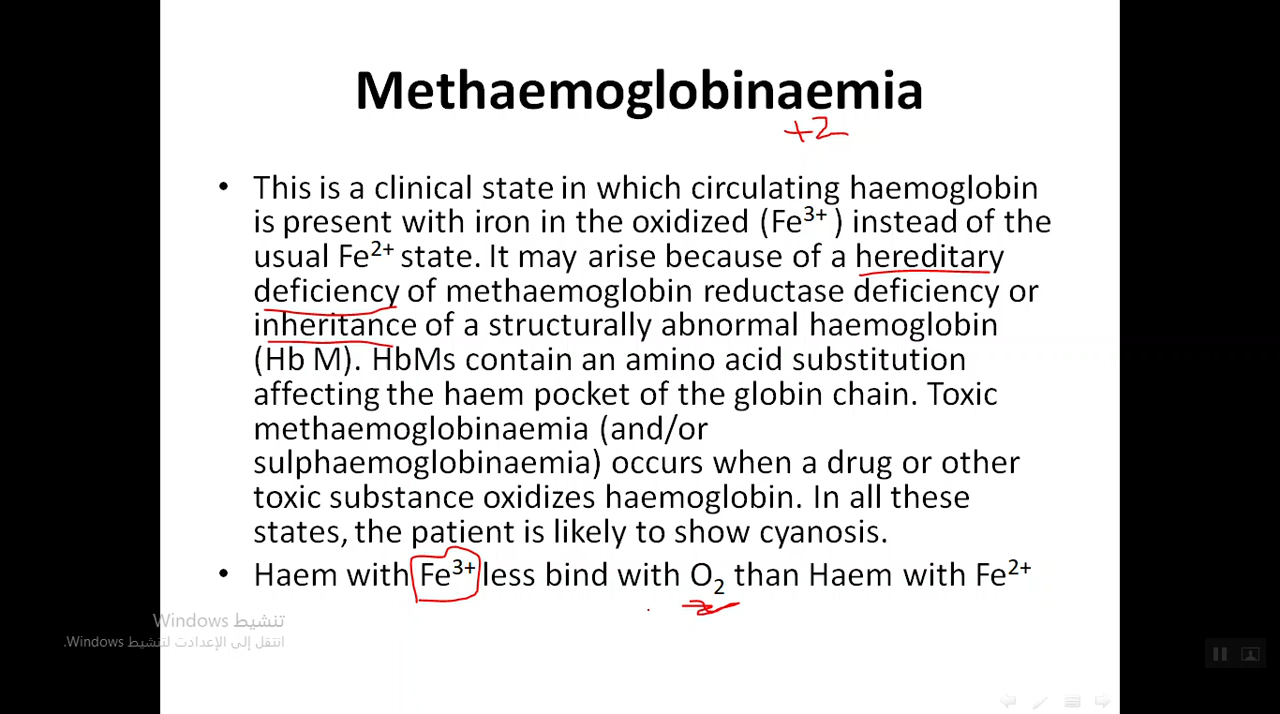 Methaemoglobinaemia
+2
• This is a clinical state in which circulating haemoglobin
is present with iron in the oxidized (Fe³⁺ ) instead of the
usual Fe²⁺ state. It may arise because of a hereditary
deficiency of methaemoglobin reductase deficiency or
inheritance of a structurally abnormal haemoglobin
(Hb M). HbMs contain an amino acid substitution
affecting the haem pocket of the globin chain. Toxic
methaemoglobinaemia (and/or
sulphaemoglobinaemia) occurs when a drug or other
toxic substance oxidizes haemoglobin. In all these
states, the patient is likely to show cyanosis.
• Haem with Fe³⁺ less bind with O₂ than Haem with Fe²⁺
تنشيط Windows
انتقل إلى الإعدادت لتنشيط Windows.